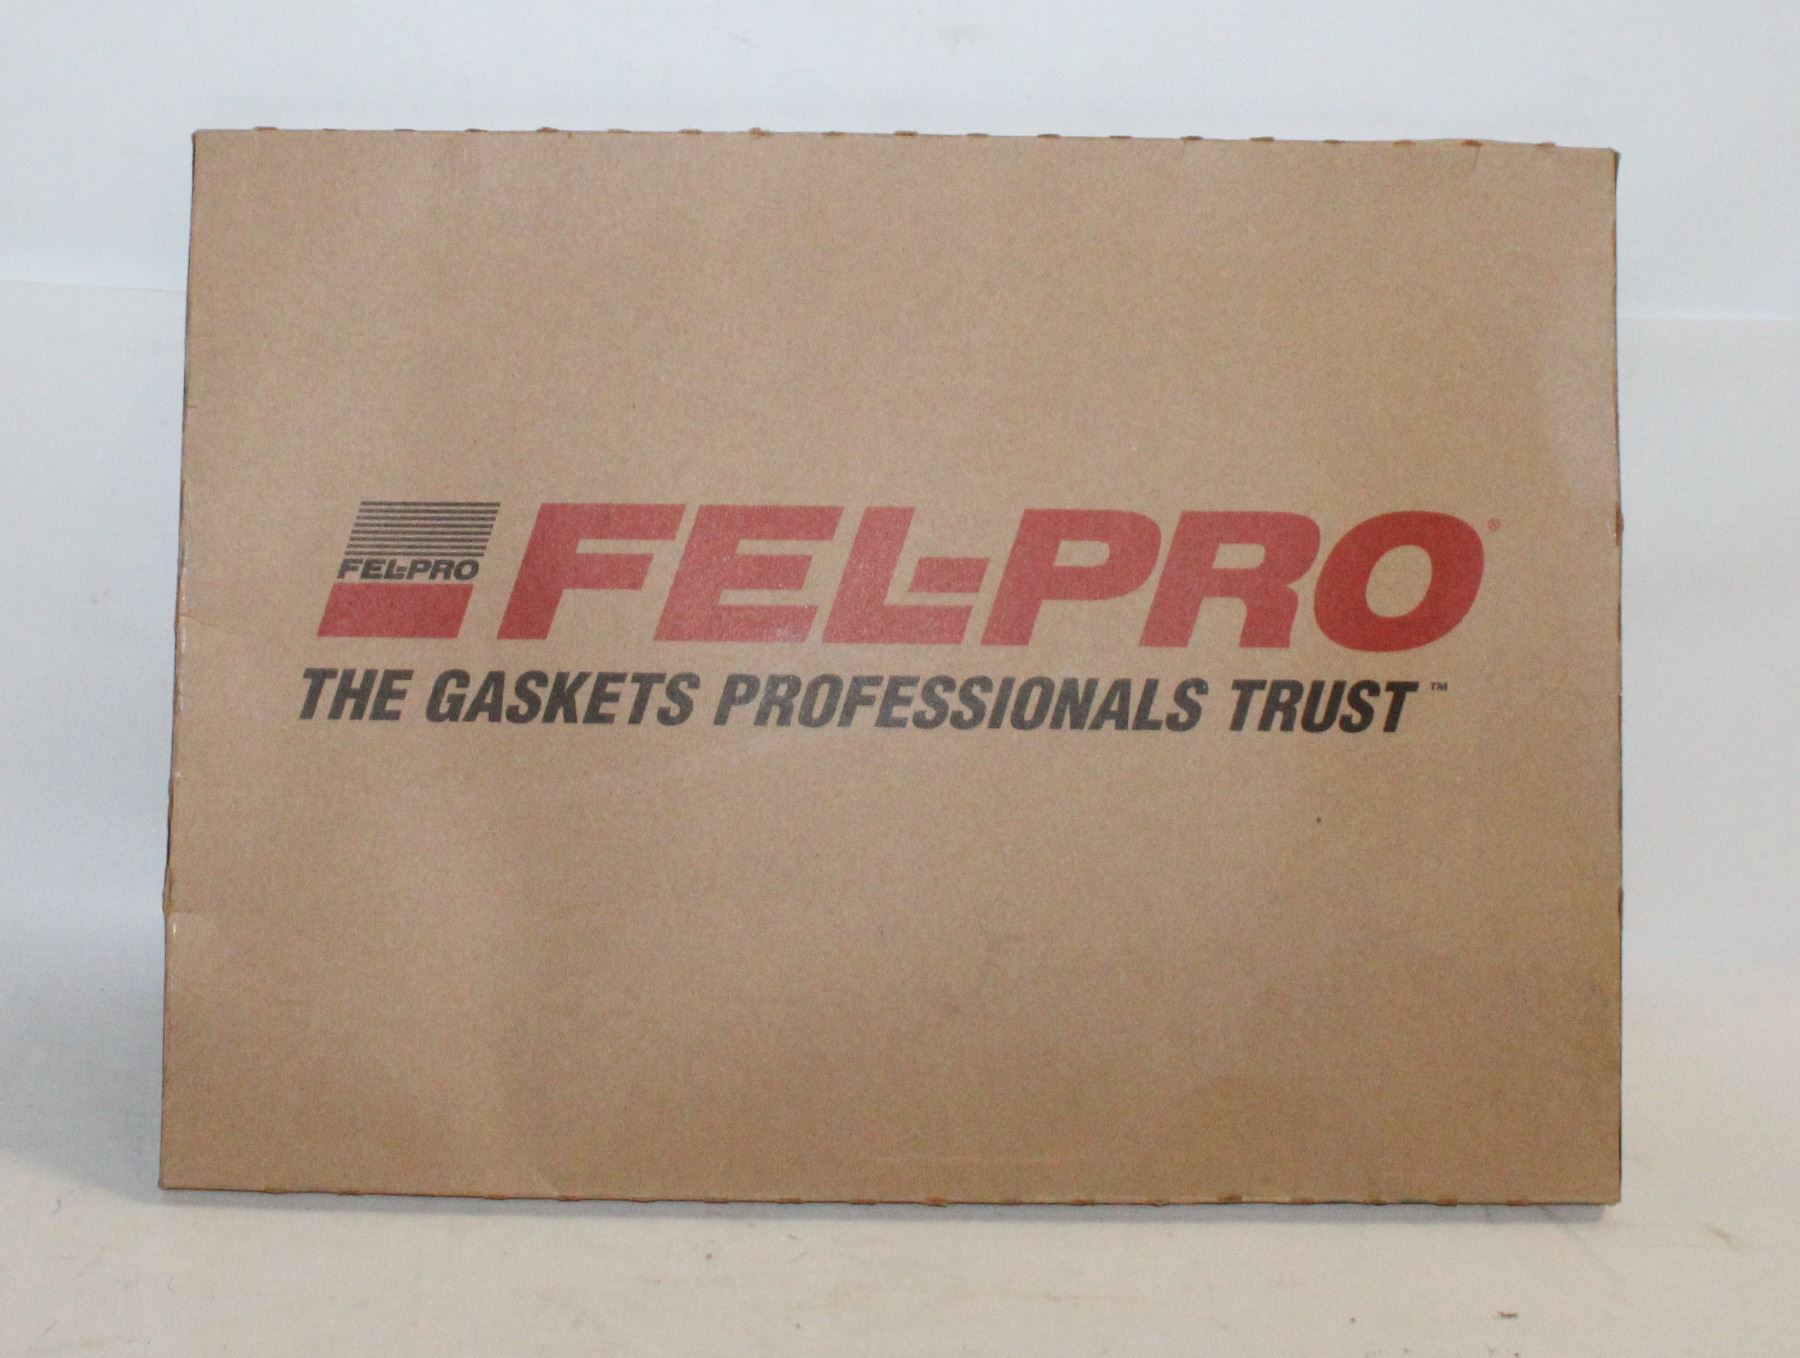 FEL-PRO
FEL-PRO®
THE GASKETS PROFESSIONALS TRUST™